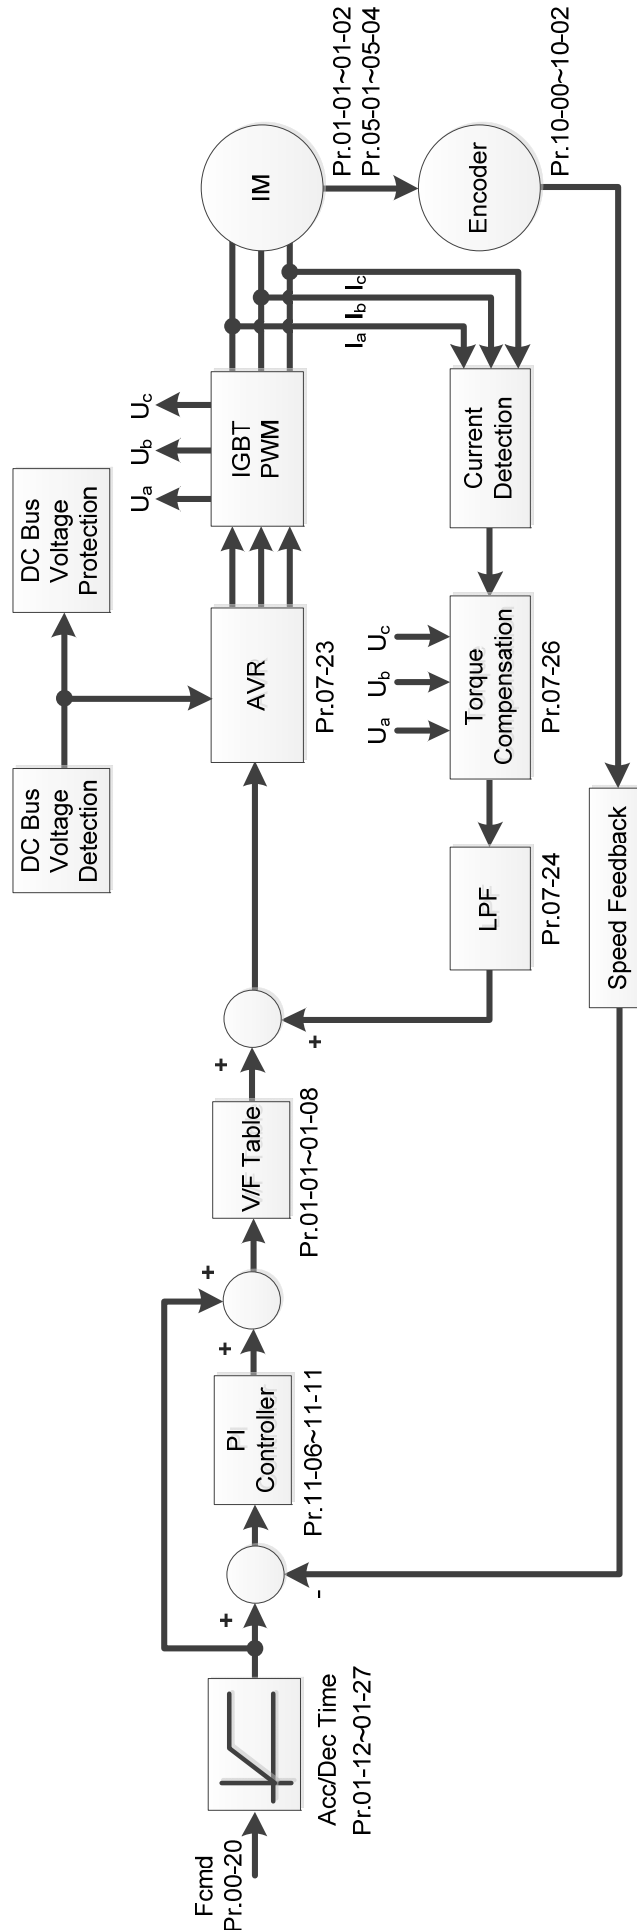 Fcmd
Pr.00-20
Acc/Dec Time
Pr.01-12~01-27
+
-
PI
Controller
Pr.11-06~11-11
+
+
V/F Table
Pr.01-01~01-08
+
+
DC Bus
Voltage
Detection
DC Bus
Voltage
Protection
AVR
Pr.07-23
Ua
Ub
Uc
IGBT
PWM
IM
Pr.01-01~01-02
Pr.05-01~05-04
Ia
Ib
Ic
Encoder
Pr.10-00~10-02
Current
Detection
Ua
Ub
Uc
Torque
Compensation
Pr.07-26
LPF
Pr.07-24
Speed Feedback